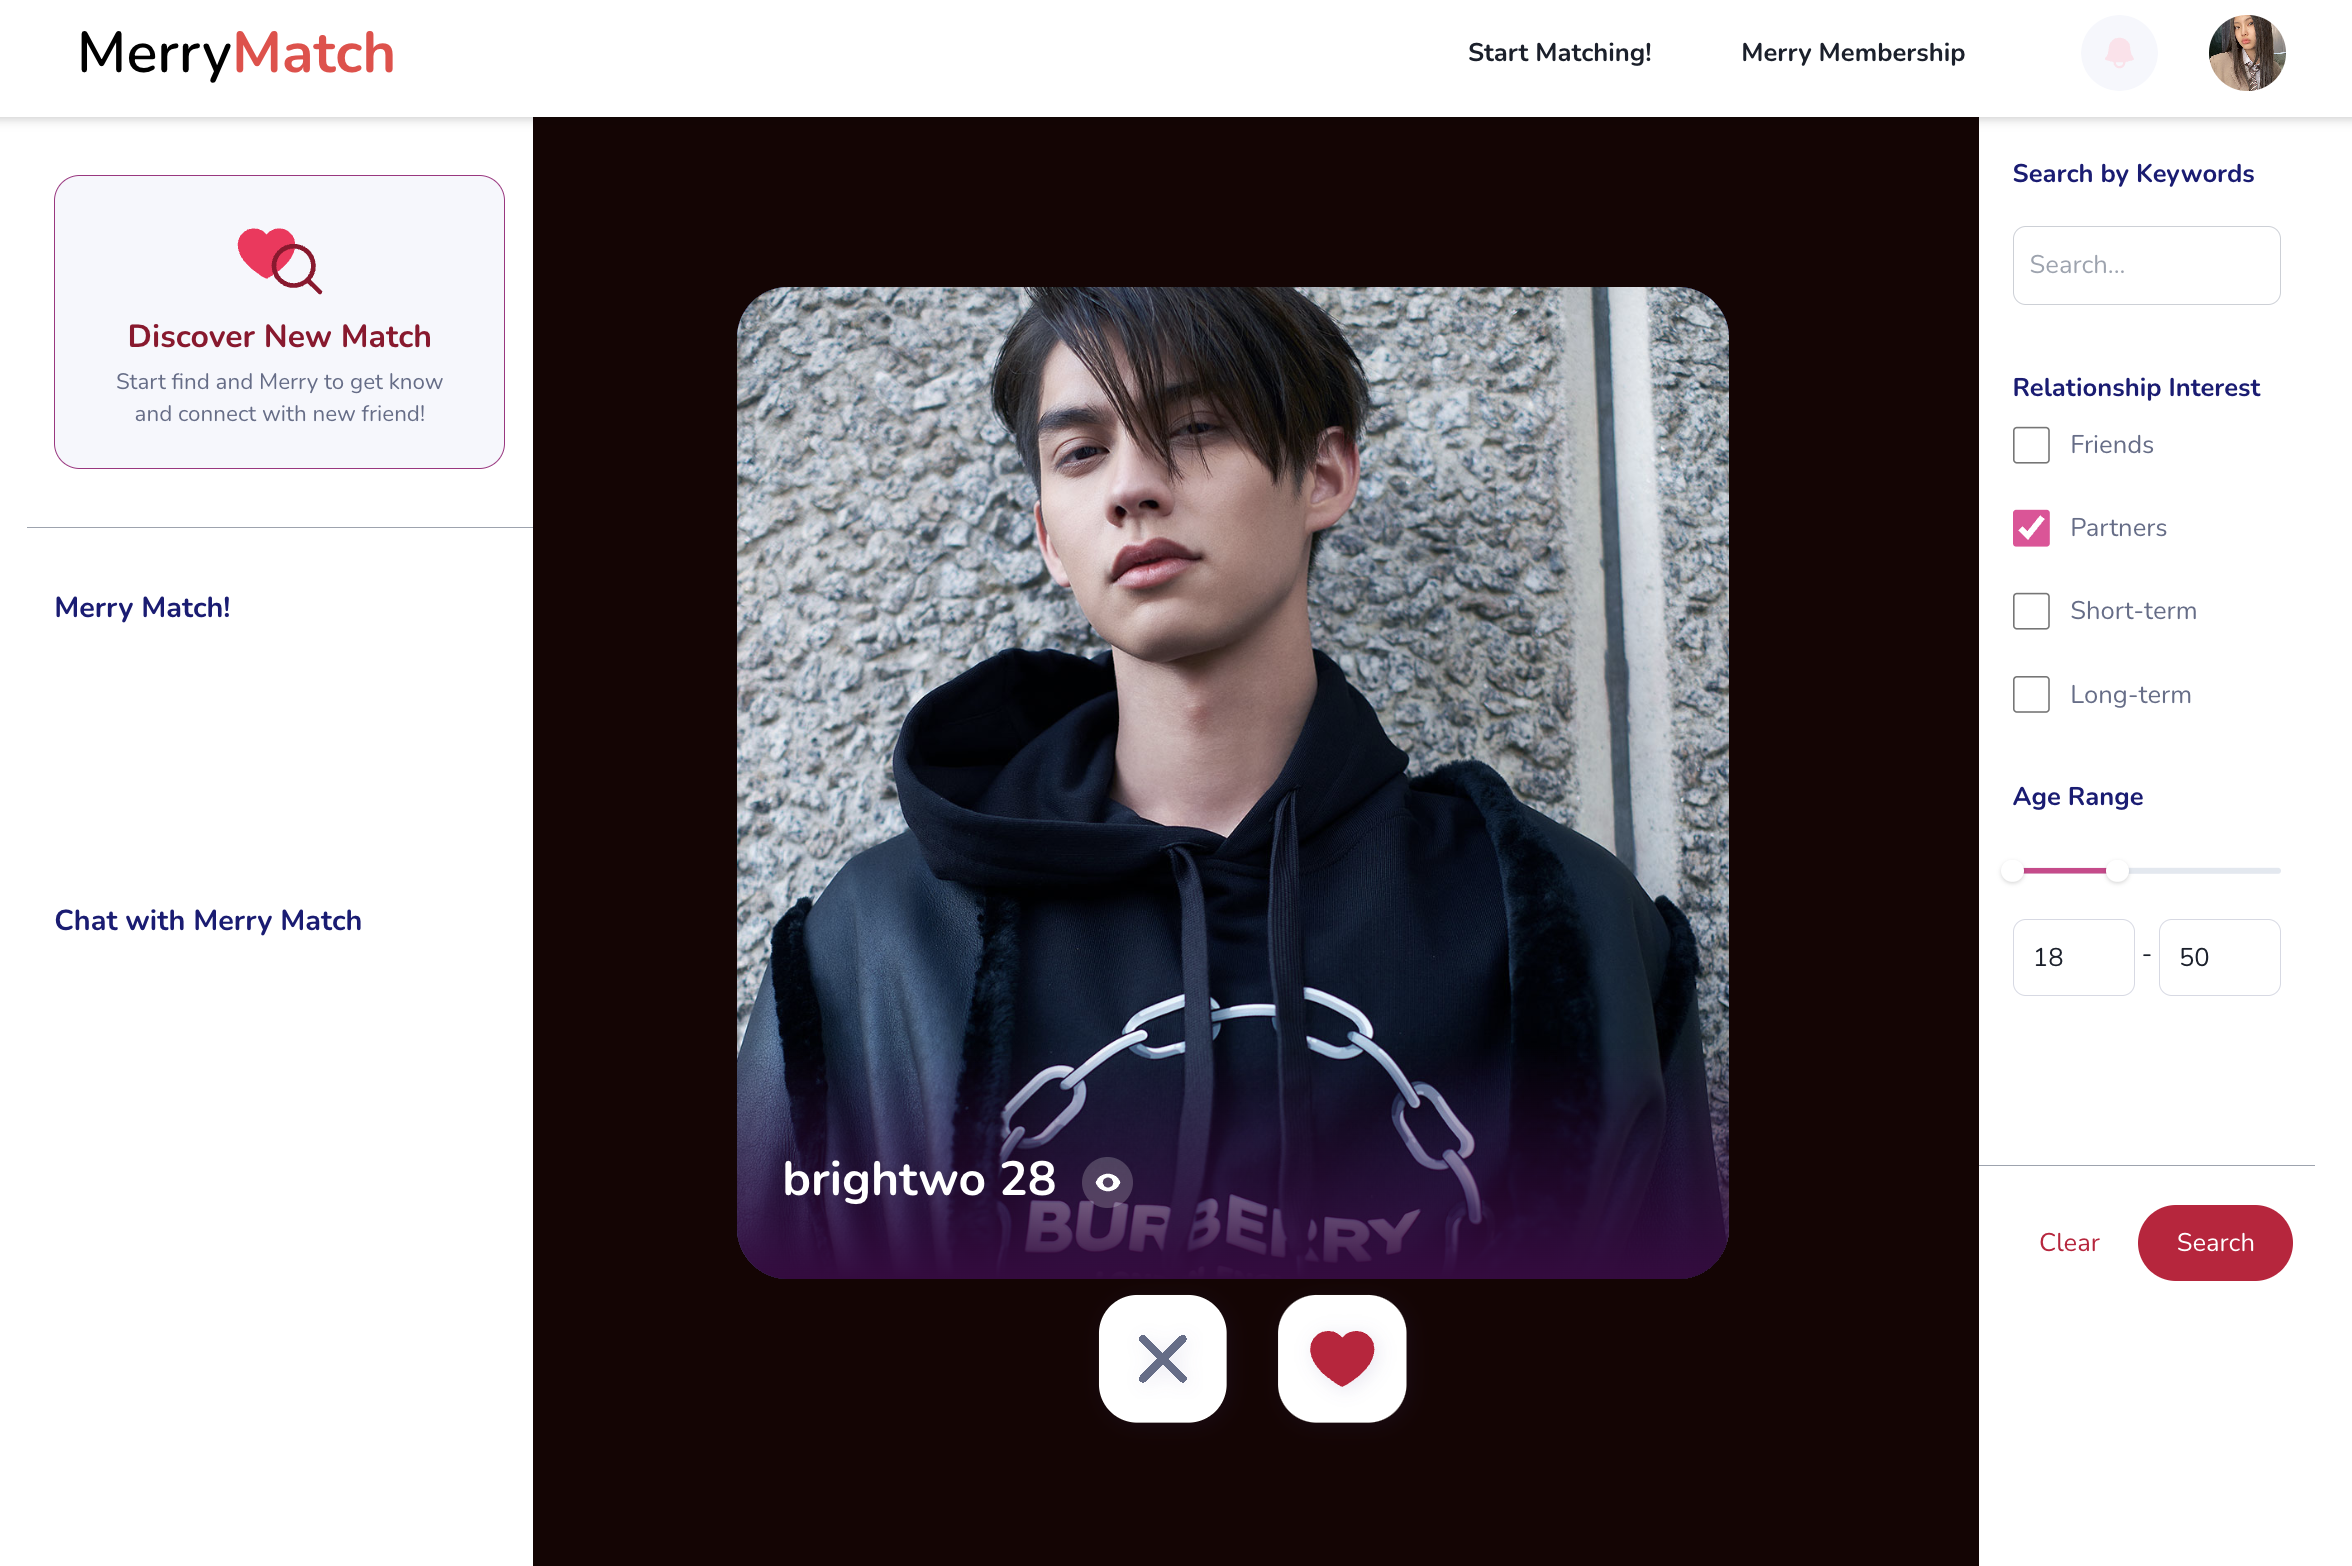 MerryMatch
Start Matching!
Merry Membership
Discover New Match
Start find and Merry to get know
and connect with new friend!
Merry Match!
Chat with Merry Match
brightwo 28
BURBERRY
Search by Keywords
Search...
Relationship Interest
Friends
Partners
Short-term
Long-term
Age Range
18 - 50
Clear
Search